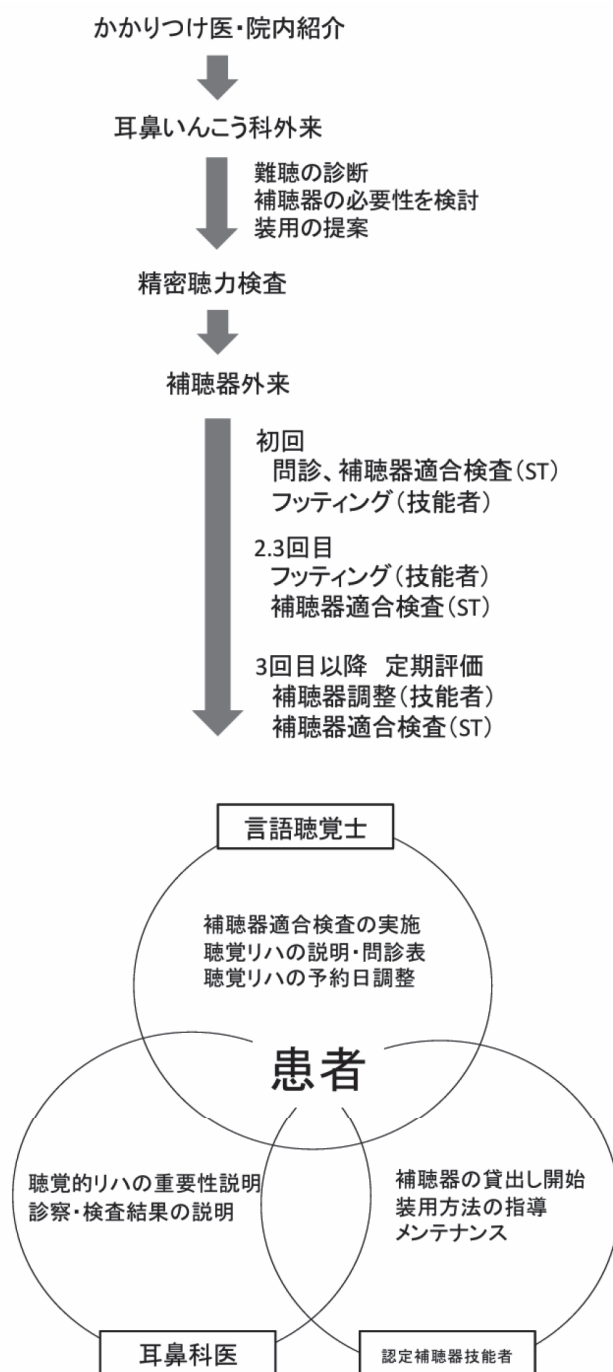 かかりつけ医・院内紹介
耳鼻いんこう科外来
難聴の診断
補聴器の必要性を検討
装用の提案
精密聴力検査
補聴器外来
初回
問診、補聴器適合検査(ST)
フッティング(技能者)
2.3回目
フッティング(技能者)
補聴器適合検査(ST)
3回目以降 定期評価
補聴器調整(技能者)
補聴器適合検査(ST)
言語聴覚士
補聴器適合検査の実施
聴覚リハの説明・問診表
聴覚リハの予約日調整
患者
聴覚的リハの重要性説明
診察・検査結果の説明
補聴器の貸出し開始
装用方法の指導
メンテナンス
耳鼻科医
認定補聴器技能者